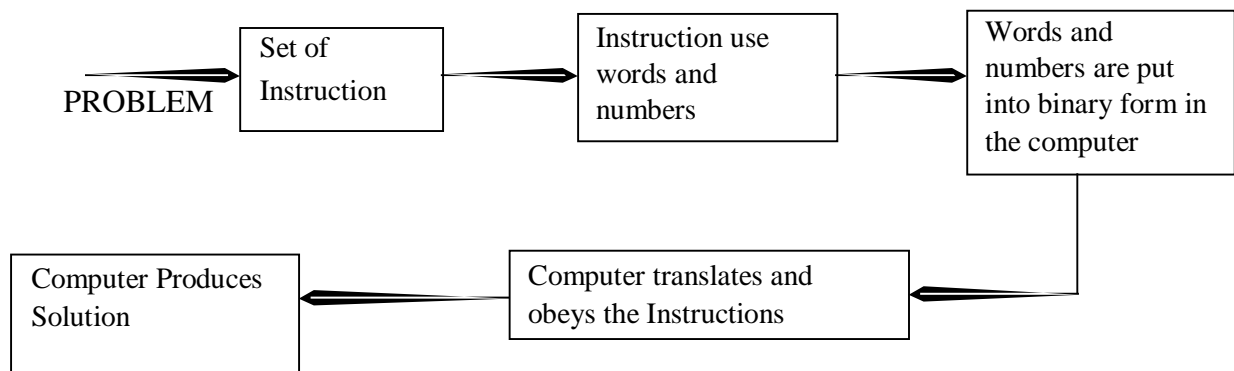 PROBLEM
Set of
Instruction
Instruction use
words and
numbers
Words and
numbers are put
into binary form in
the computer
Computer translates and
obeys the Instructions
Computer Produces
Solution